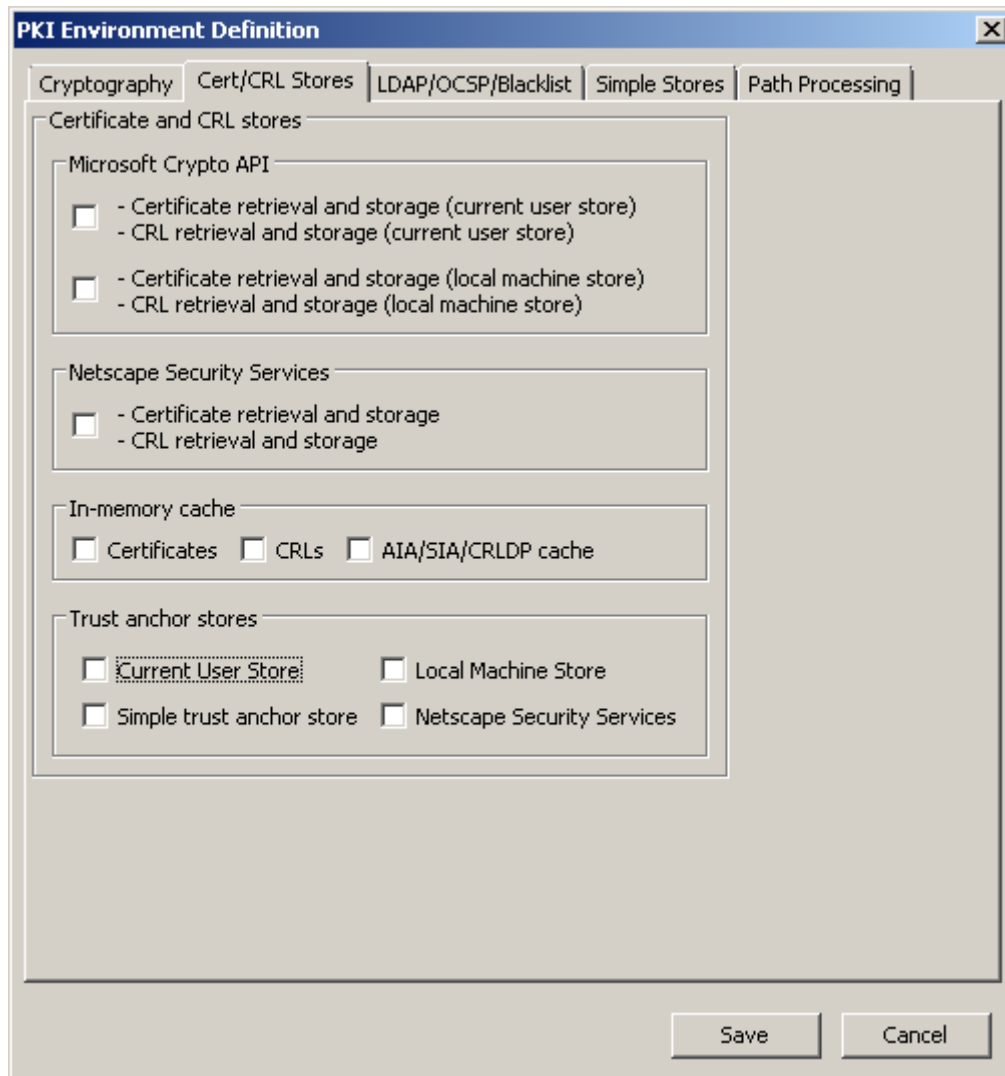 PKI Environment Definition
Cryptography Cert/CRL Stores LDAP/OCSP/Blacklist Simple Stores Path Processing
Certificate and CRL stores
Microsoft Crypto API
- Certificate retrieval and storage (current user store)
- CRL retrieval and storage (current user store)
- Certificate retrieval and storage (local machine store)
- CRL retrieval and storage (local machine store)
Netscape Security Services
- Certificate retrieval and storage
- CRL retrieval and storage
In-memory cache
Certificates CRLs AIA/SIA/CRLDP cache
Trust anchor stores
Current User Store Local Machine Store
Simple trust anchor store Netscape Security Services
Save Cancel